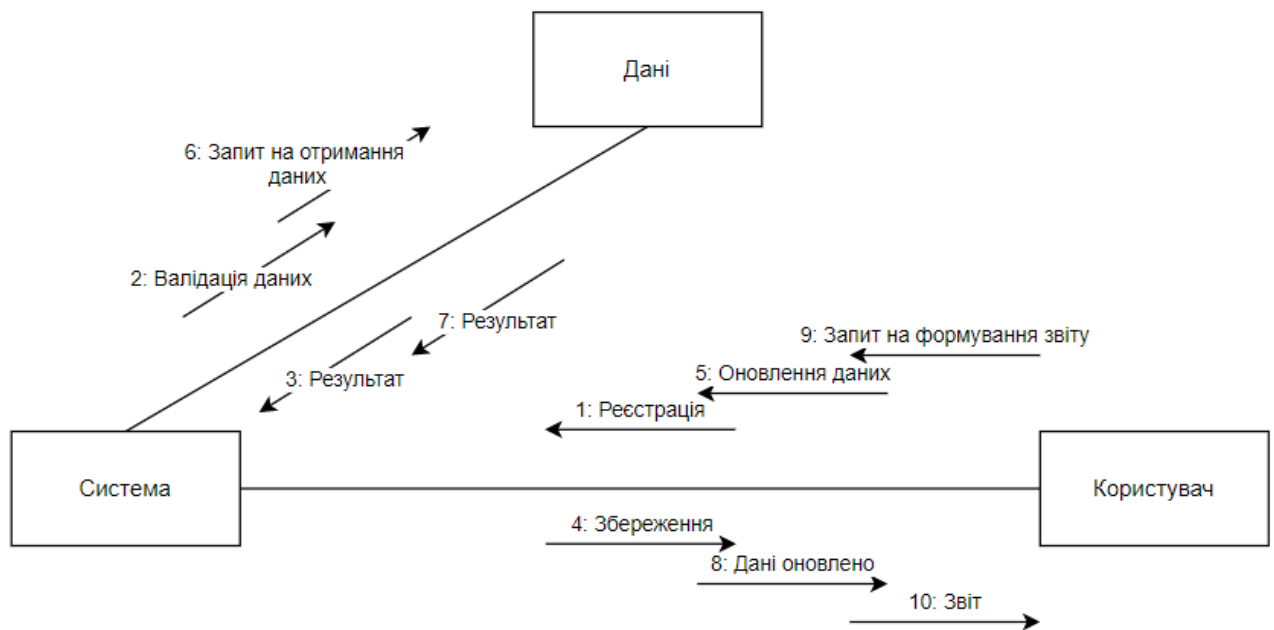 Дані
6: Запит на отримання
даних
2: Валідація даних
7: Результат
9: Запит на формування звіту
3: Результат
5: Оновлення даних
1: Реєстрація
Система
Користувач
4: Збереження
8: Дані оновлено
10: Звіт